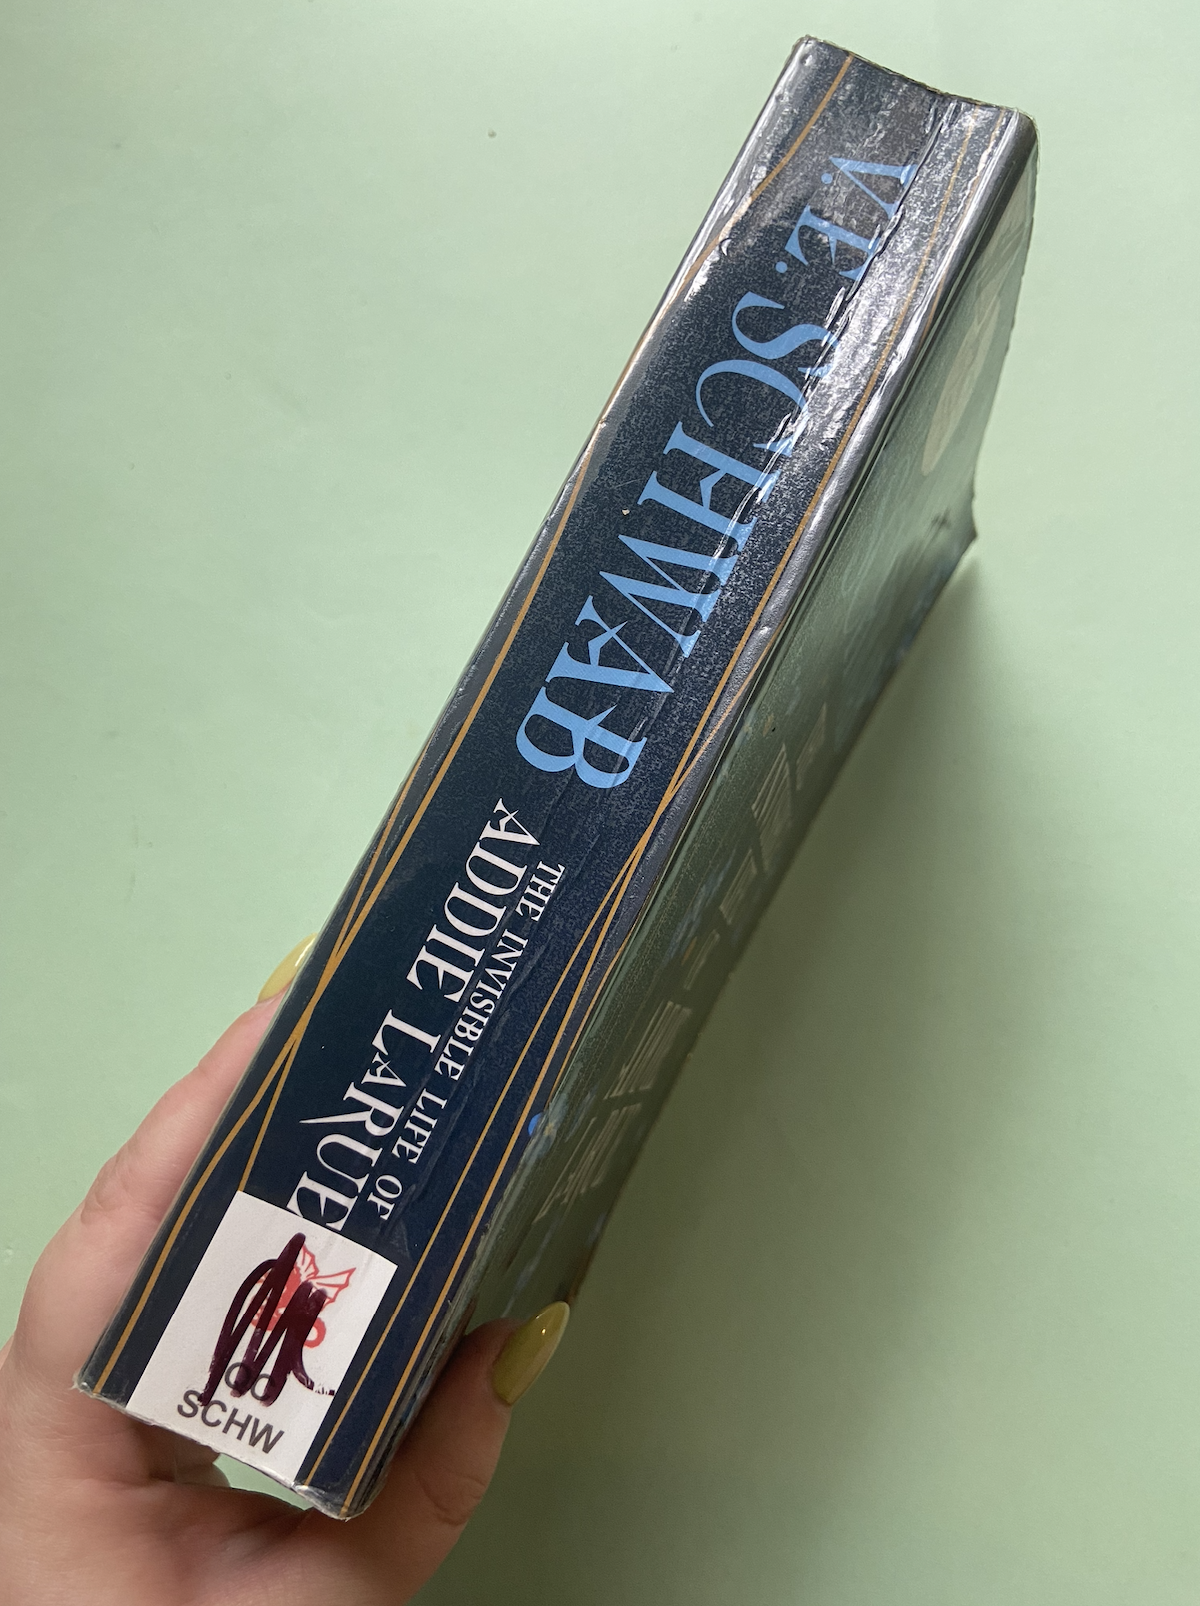 V.E. SCHWAB
THE INVISIBLE LIFE OF
ADDIE LARUE
SCHW